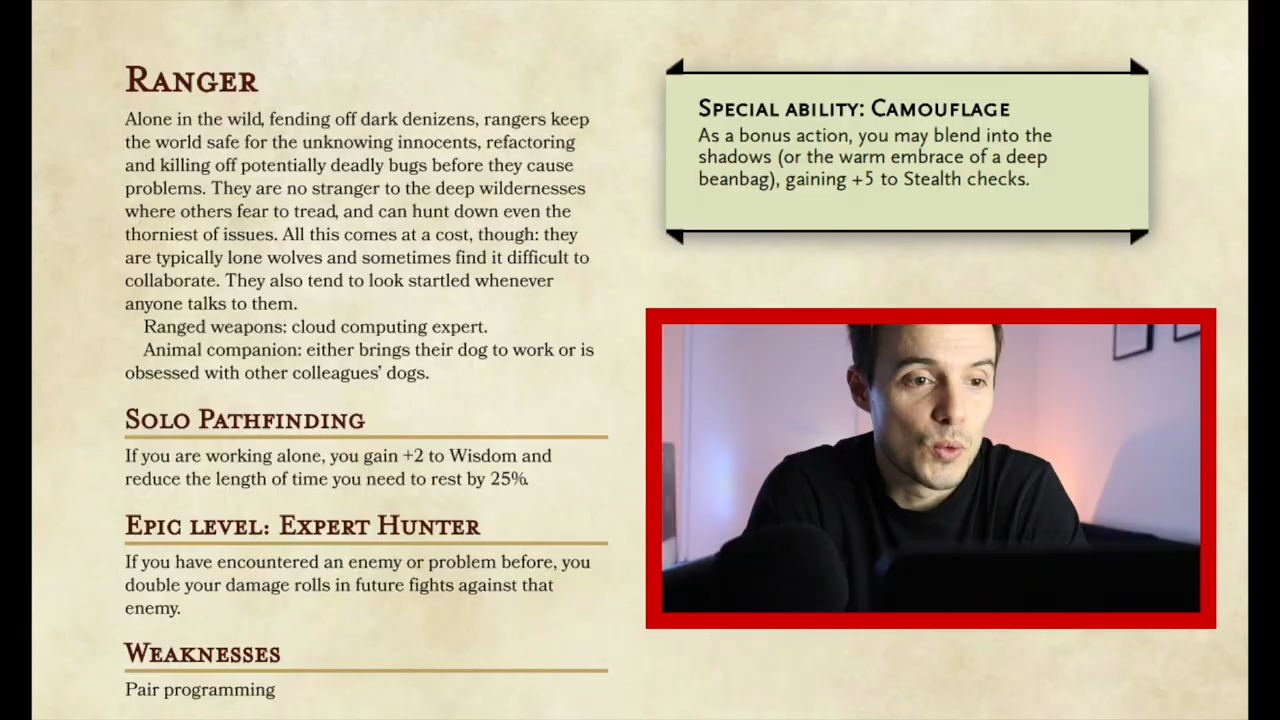 Ranger
Alone in the wild, fending off dark denizens, rangers keep
the world safe for the unknowing innocents, refactoring
and killing off potentially deadly bugs before they cause
problems. They are no stranger to the deep wildernesses
where others fear to tread, and can hunt down even the
thorniest of issues. All this comes at a cost, though: they
are typically lone wolves and sometimes find it difficult to
collaborate. They also tend to look startled whenever
anyone talks to them.
Ranged weapons: cloud computing expert.
Animal companion: either brings their dog to work or is
obsessed with other colleagues' dogs.
Solo Pathfinding
If you are working alone, you gain +2 to Wisdom and
reduce the length of time you need to rest by 25%.
Epic level: Expert Hunter
If you have encountered an enemy or problem before, you
double your damage rolls in future fights against that
enemy.
Weaknesses
Pair programming
Special ability: Camouflage
As a bonus action, you may blend into the
shadows (or the warm embrace of a deep
beanbag), gaining +5 to Stealth checks.